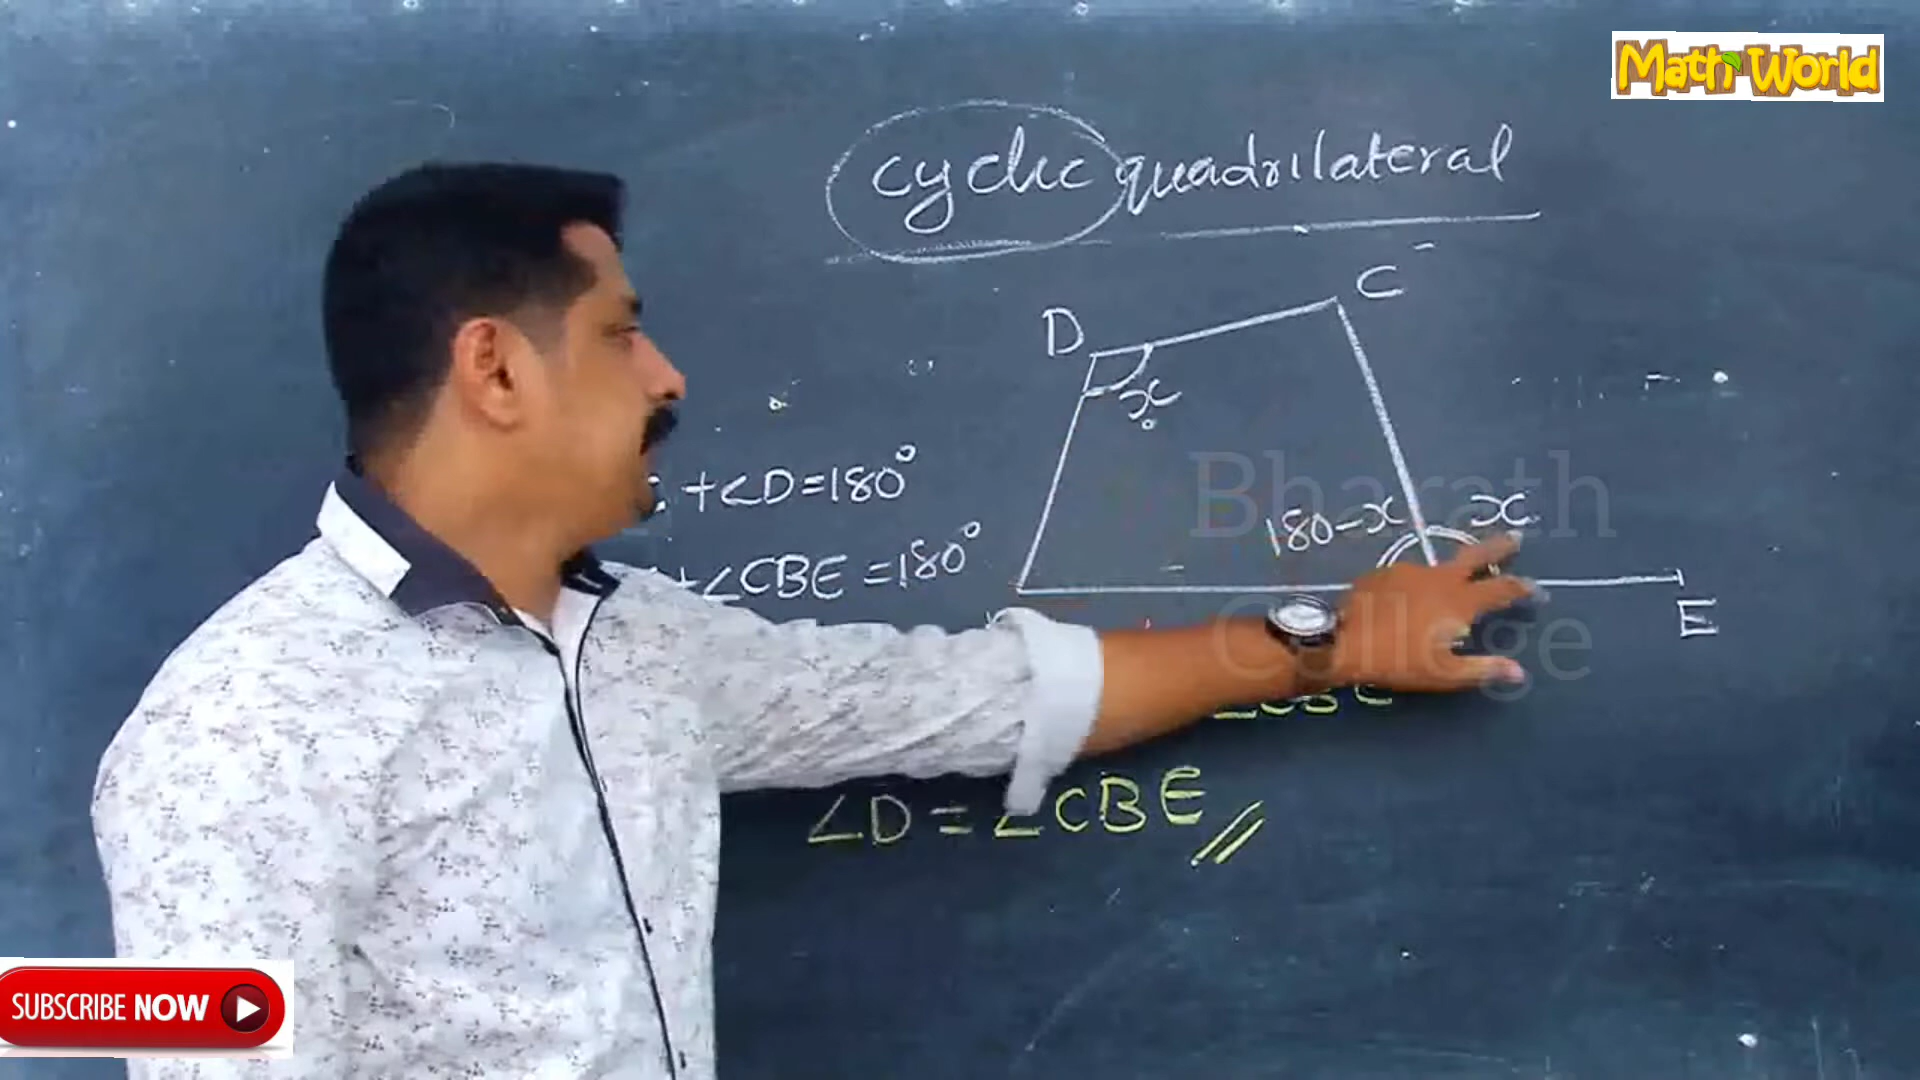 Math World
cyclic quadrilateral
C
D
x°
+∠D=180°
180-x x
+∠CBE=180°
E
Bharath
College
∠D=∠CBE
SUBSCRIBE NOW